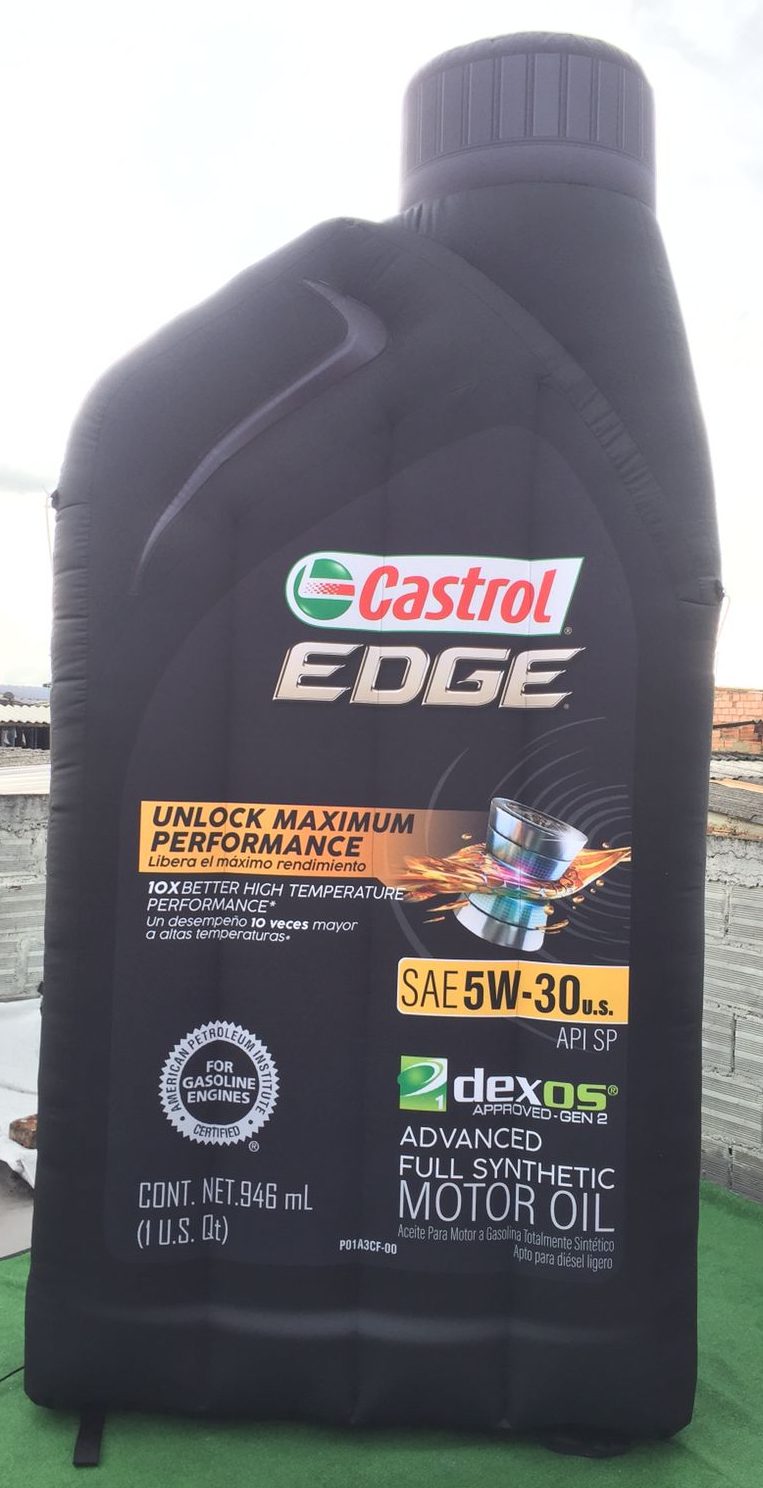 Castrol®
EDGE®
UNLOCK MAXIMUM
PERFORMANCE
Libera el máximo rendimiento
10X BETTER HIGH TEMPERATURE
PERFORMANCE*
Un desempeño 10 veces mayor
a altas temperaturas*
SAE 5W-30 U.S.
API SP
AMERICAN PETROLEUM INSTITUTE
FOR
GASOLINE
ENGINES
CERTIFIED
®
1 dexos®
APPROVED-GEN 2
ADVANCED
FULL SYNTHETIC
MOTOR OIL
Aceite Para Motor a Gasolina Totalmente Sintético
Apto para diésel ligero
CONT. NET.946 mL
(1 U.S. Qt)
P01A3CF-00